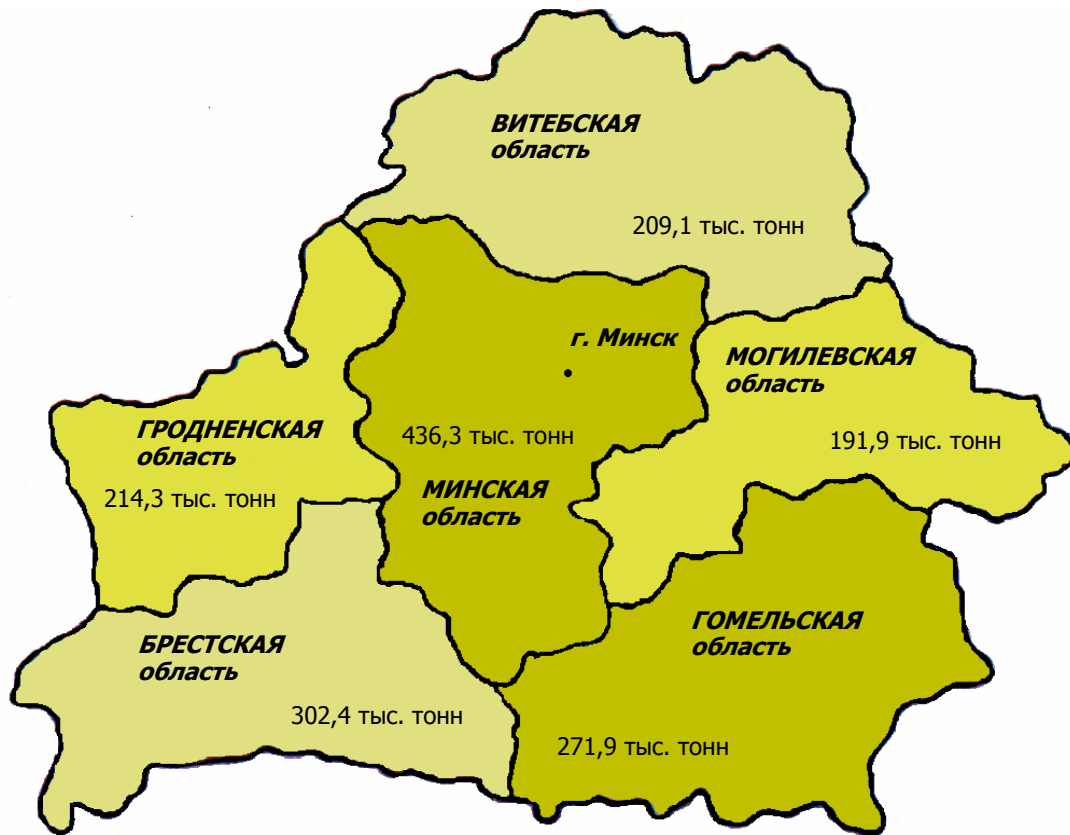 ВИТЕБСКАЯ
область
209,1 тыс. тонн
г. Минск
МОГИЛЕВСКАЯ
область
191,9 тыс. тонн
ГРОДНЕНСКАЯ
область
214,3 тыс. тонн
436,3 тыс. тонн
МИНСКАЯ
область
БРЕСТСКАЯ
область
302,4 тыс. тонн
ГОМЕЛЬСКАЯ
область
271,9 тыс. тонн